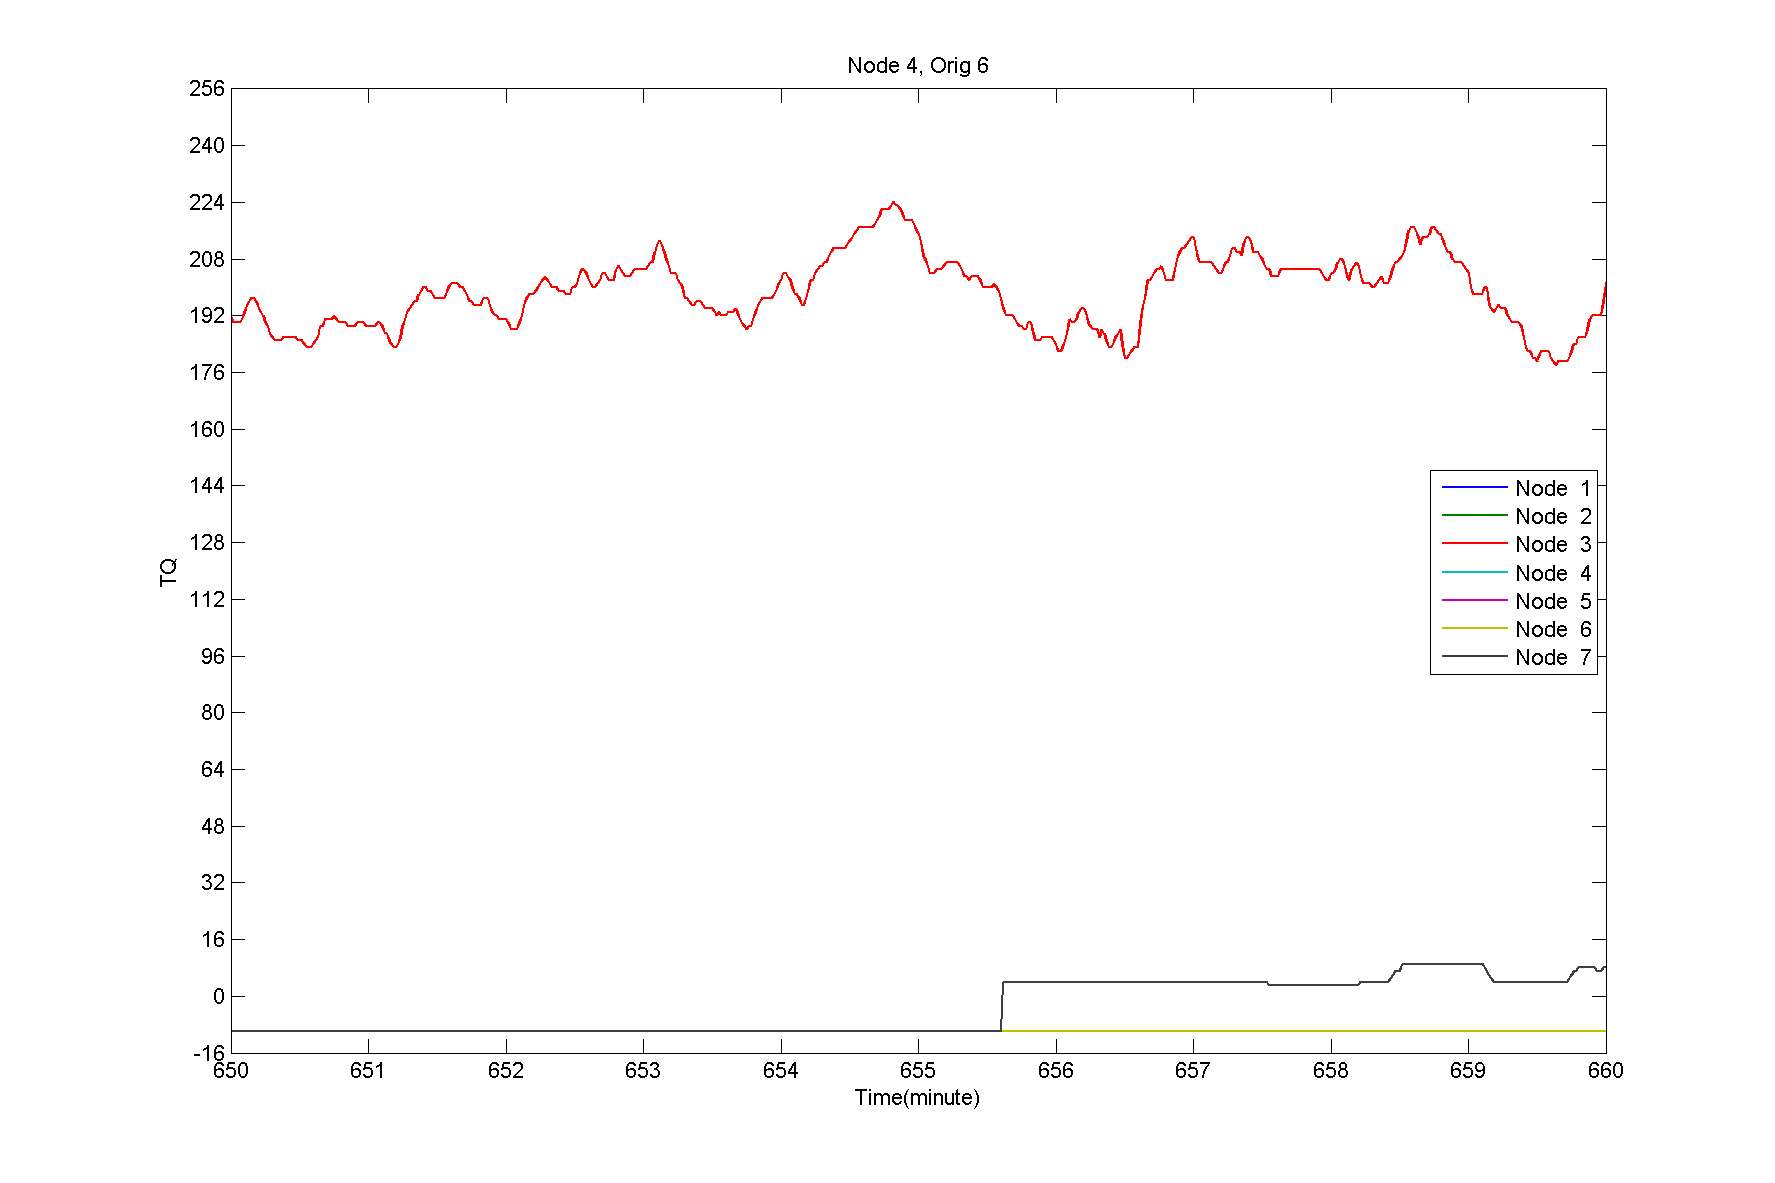 Node 4, Orig 6
256
240
224
208
192
176
160
144
128
112
96
80
64
48
32
16
0
-16
TQ
Node 1
Node 2
Node 3
Node 4
Node 5
Node 6
Node 7
650 651 652 653 654 655 656 657 658 659 660
Time(minute)